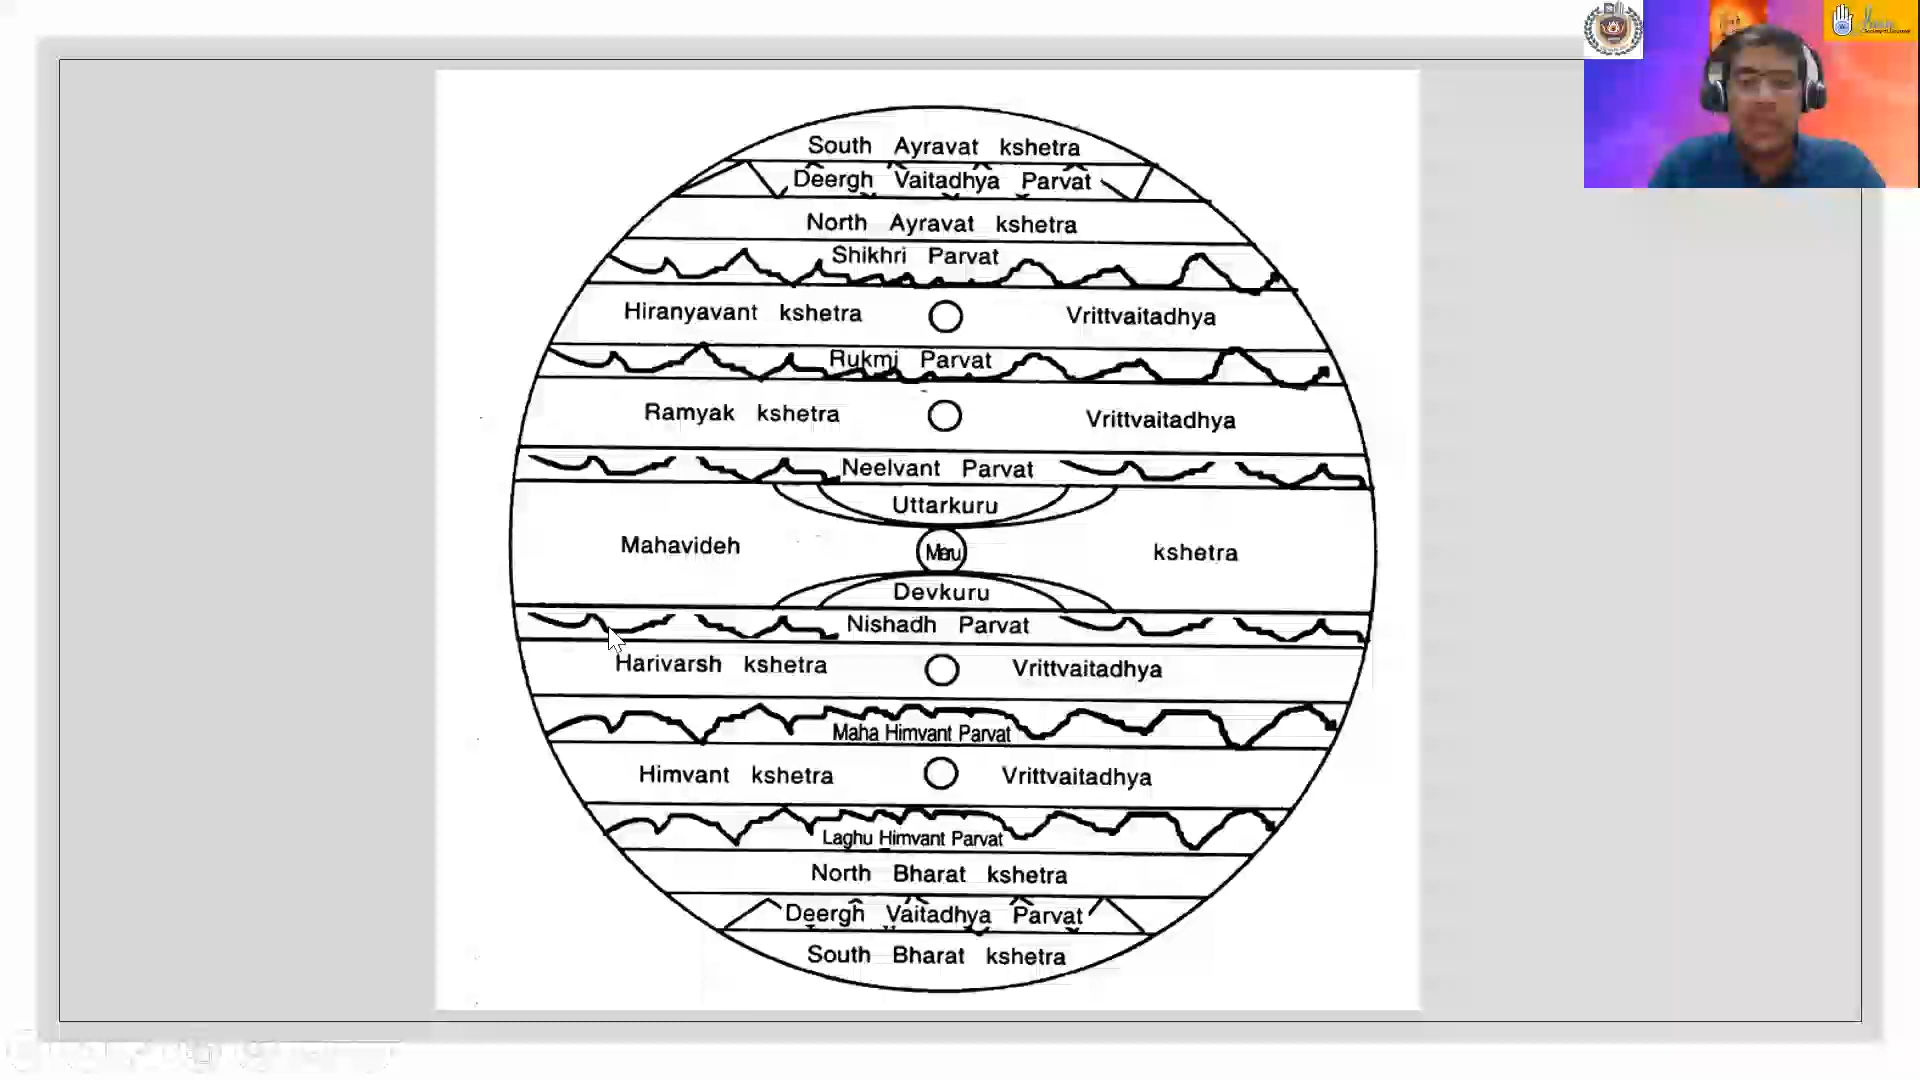 South Ayravat kshetra
Deergh Vaitadhya Parvat
North Ayravat kshetra
Shikhri Parvat
Hiranyavant kshetra Vrittvaitadhya
Rukmi Parvat
Ramyak kshetra Vrittvaitadhya
Neelvant Parvat
Uttarkuru
Mahavideh Meru kshetra
Devkuru
Nishadh Parvat
Harivarsh kshetra Vrittvaitadhya
Maha Himvant Parvat
Himvant kshetra Vrittvaitadhya
Laghu Himvant Parvat
North Bharat kshetra
Deergh Vaitadhya Parvat
South Bharat kshetra